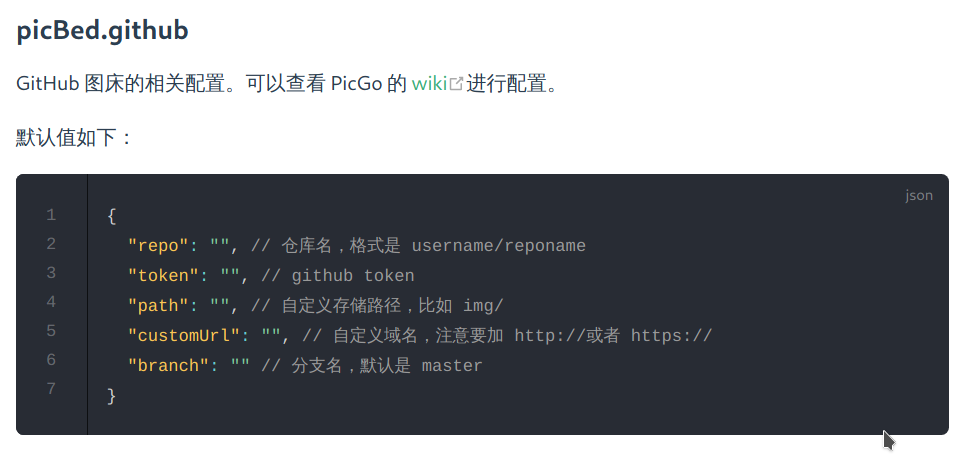 picBed.github
GitHub 图床的相关配置。可以查看 PicGo 的 wiki进行配置。
默认值如下：
json
1 {
2 "repo": "", // 仓库名，格式是 username/reponame
3 "token": "", // github token
4 "path": "", // 自定义存储路径，比如 img/
5 "customUrl": "", // 自定义域名，注意要加 http://或者 https://
6 "branch": "" // 分支名，默认是 master
7 }